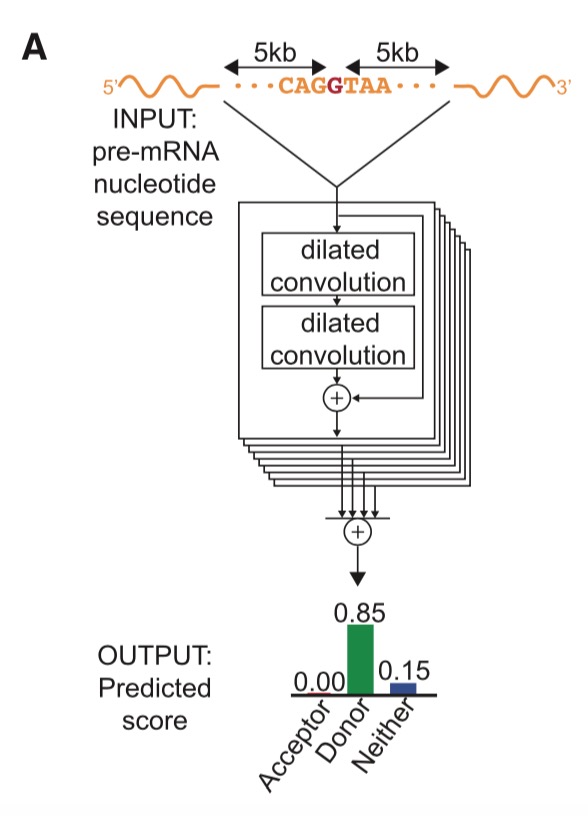 A
5kb 5kb
5' ···CAGGTAA··· 3'
INPUT:
pre-mRNA
nucleotide
sequence
dilated
convolution
dilated
convolution
+
+
OUTPUT:
Predicted
score
0.85
0.00
0.15
Acceptor
Donor
Neither